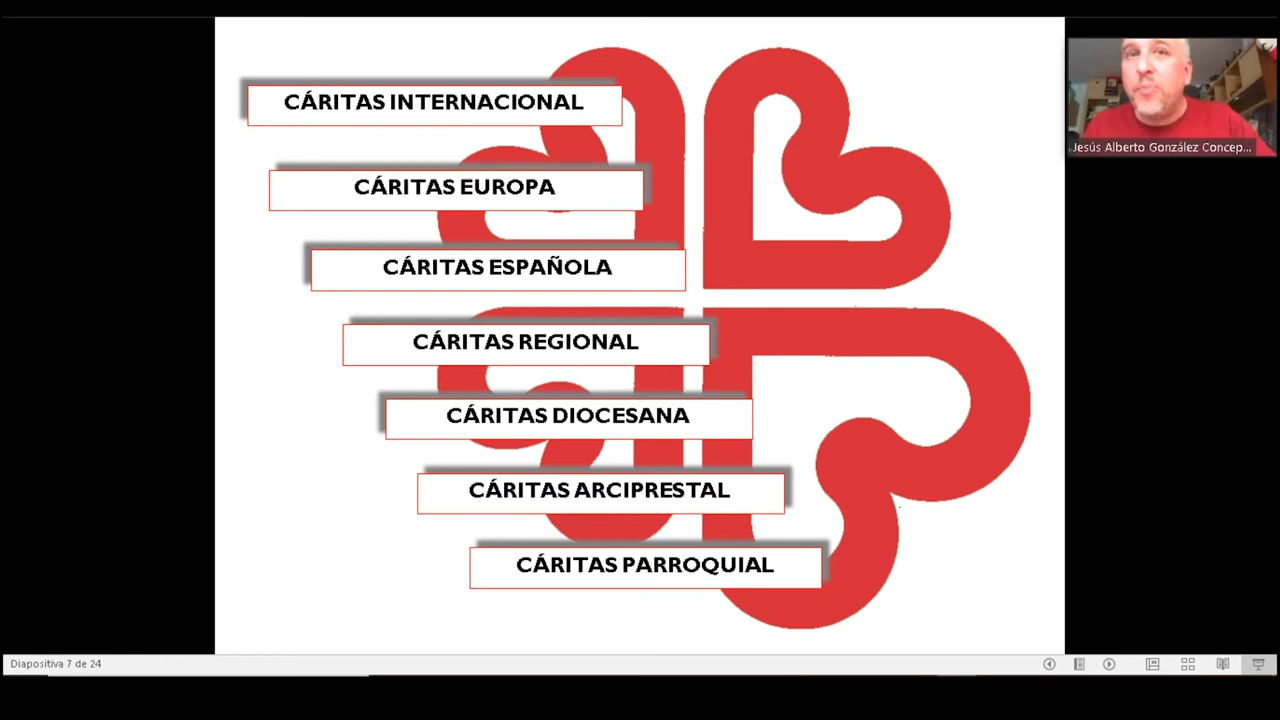 CÁRITAS INTERNACIONAL
CÁRITAS EUROPA
CÁRITAS ESPAÑOLA
CÁRITAS REGIONAL
CÁRITAS DIOCESANA
CÁRITAS ARCIPRESTAL
CÁRITAS PARROQUIAL
Jesús Alberto González Concep...
Diapositiva 7 de 24